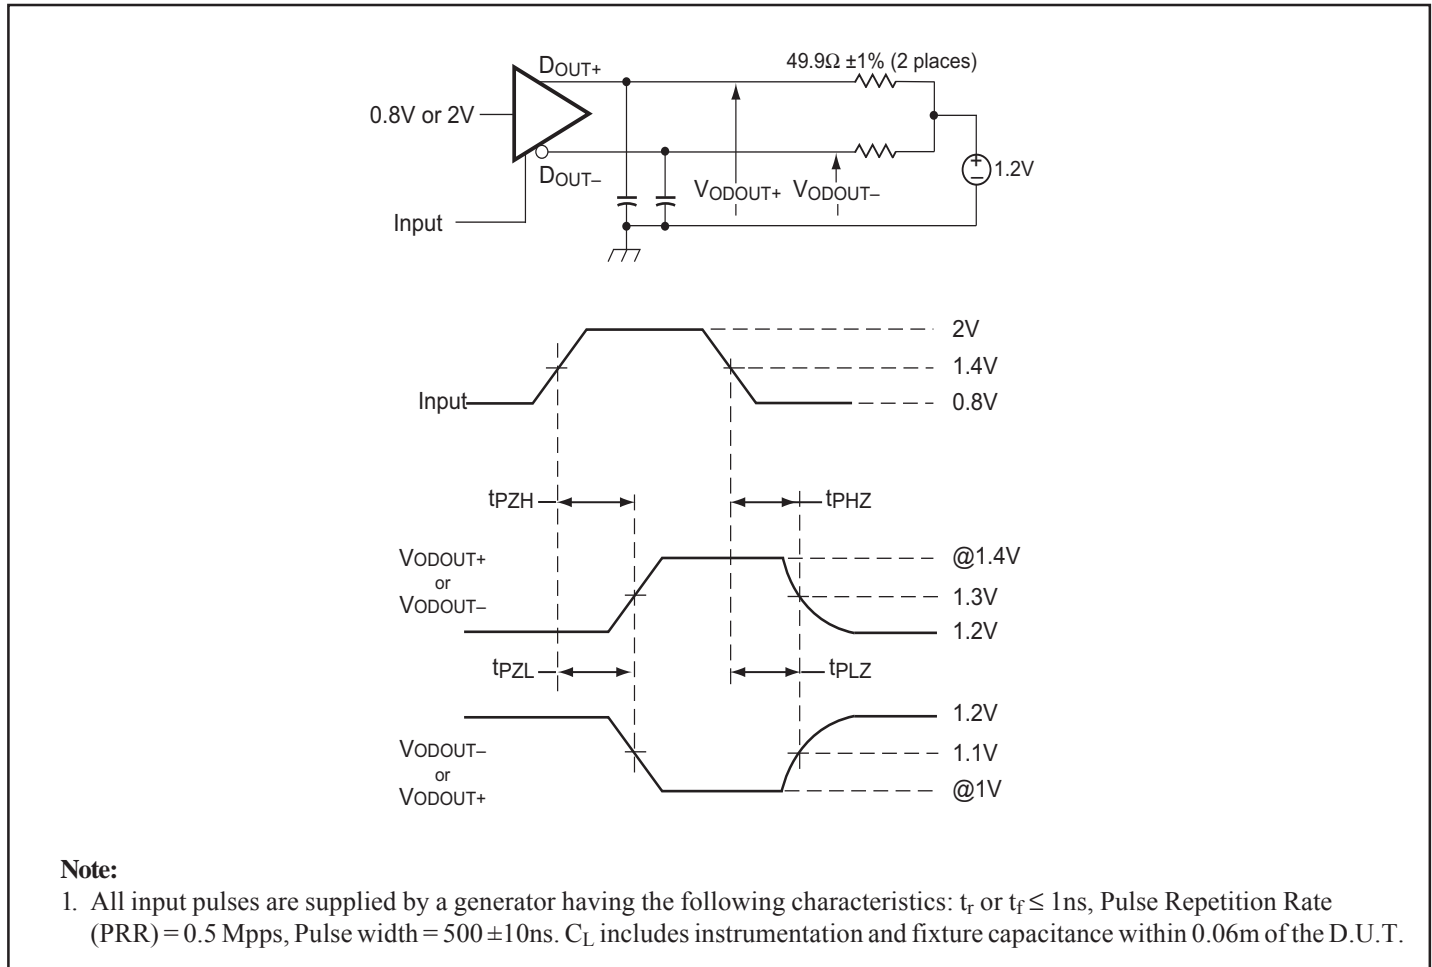 DOUT+
49.9Ω ±1% (2 places)
0.8V or 2V
DOUT–
VODOUT+
VODOUT–
1.2V
Input
2V
1.4V
Input
0.8V
tPZH
tPHZ
VODOUT+
or
VODOUT–
@1.4V
1.3V
1.2V
tPZL
tPLZ
VODOUT–
or
VODOUT+
1.2V
1.1V
@1V
Note:
1. All input pulses are supplied by a generator having the following characteristics: tr or tf ≤ 1ns, Pulse Repetition Rate
(PRR) = 0.5 Mpps, Pulse width = 500 ±10ns. CL includes instrumentation and fixture capacitance within 0.06m of the D.U.T.